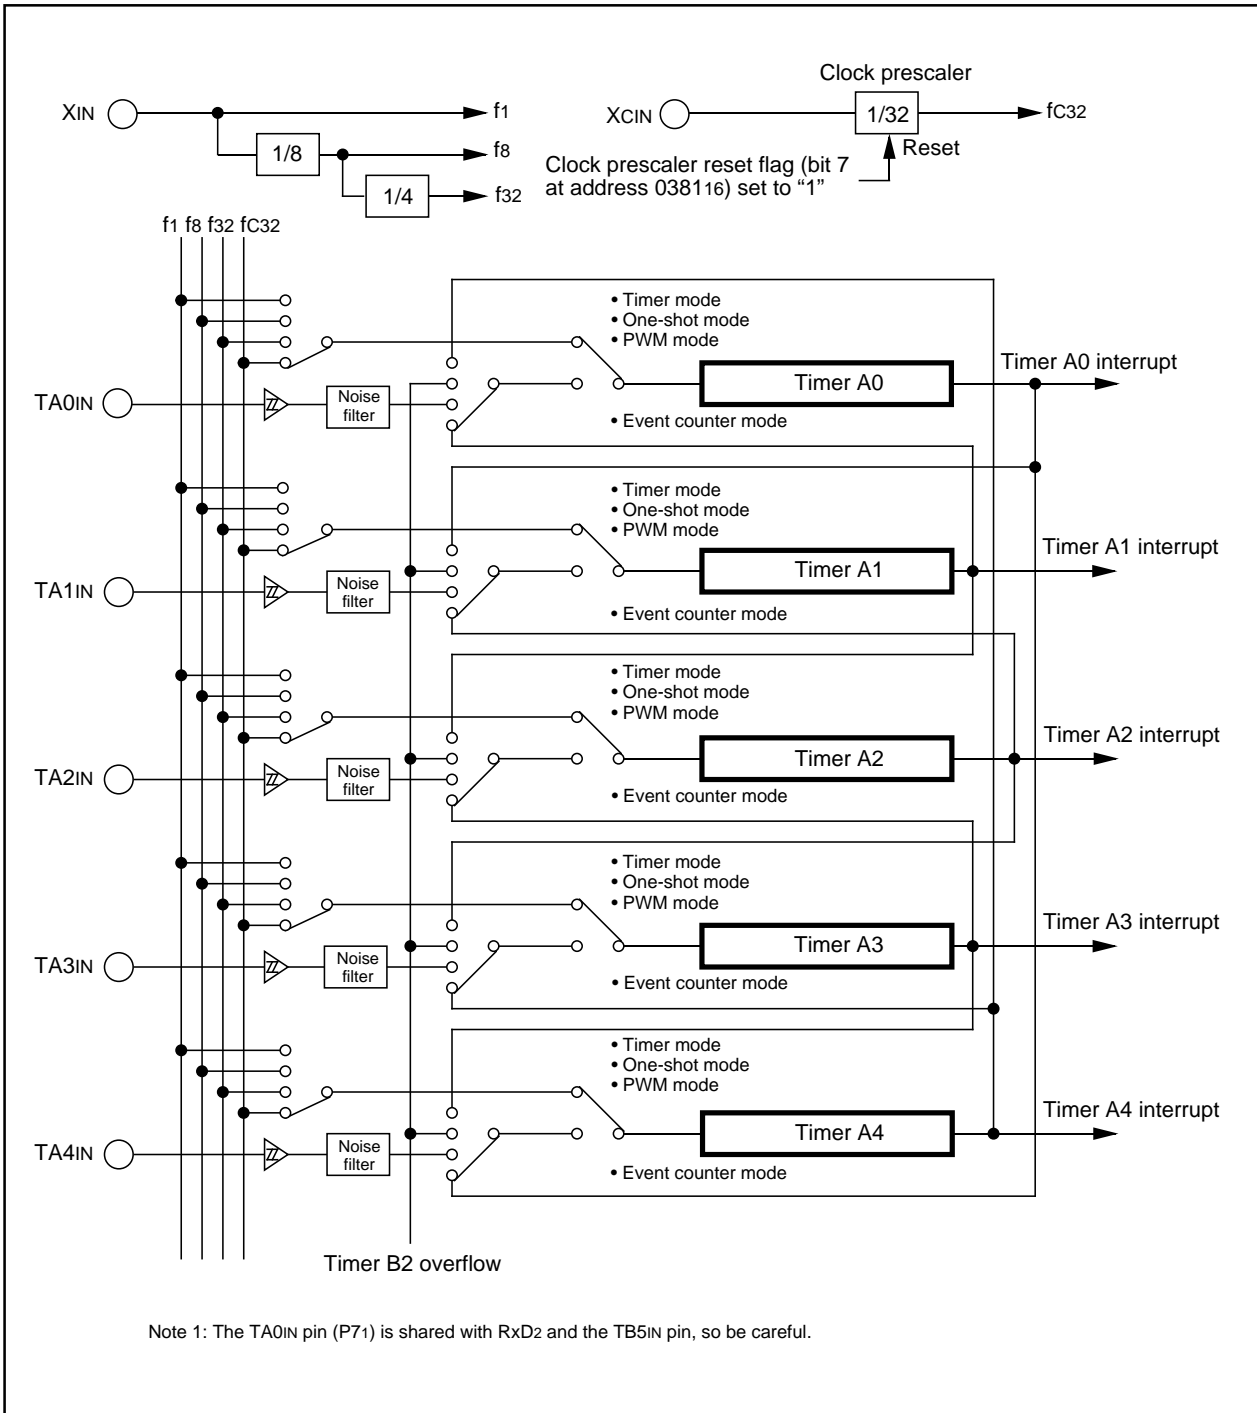 Clock prescaler
XIN
f1
XCIN
1/32
fC32
1/8
f8
Reset
Clock prescaler reset flag (bit 7
at address 038116) set to “1”
1/4
f32
f1 f8 f32 fC32
• Timer mode
• One-shot mode
• PWM mode
Timer A0 interrupt
Timer A0
TA0IN
Noise
filter
• Event counter mode
• Timer mode
• One-shot mode
• PWM mode
Timer A1 interrupt
Timer A1
TA1IN
Noise
filter
• Event counter mode
• Timer mode
• One-shot mode
• PWM mode
Timer A2 interrupt
Timer A2
TA2IN
Noise
filter
• Event counter mode
• Timer mode
• One-shot mode
• PWM mode
Timer A3 interrupt
Timer A3
TA3IN
Noise
filter
• Event counter mode
• Timer mode
• One-shot mode
• PWM mode
Timer A4 interrupt
Timer A4
TA4IN
Noise
filter
• Event counter mode
Timer B2 overflow
Note 1: The TA0IN pin (P71) is shared with RxD2 and the TB5IN pin, so be careful.